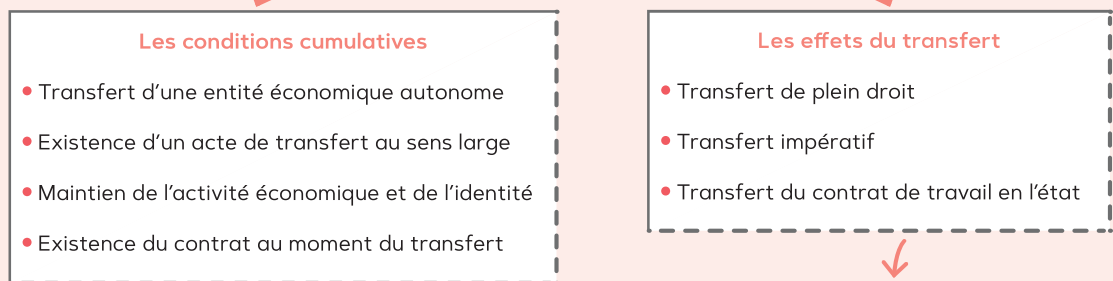 Les conditions cumulatives
• Transfert d’une entité économique autonome
• Existence d’un acte de transfert au sens large
• Maintien de l’activité économique et de l’identité
• Existence du contrat au moment du transfert
Les effets du transfert
• Transfert de plein droit
• Transfert impératif
• Transfert du contrat de travail en l’état